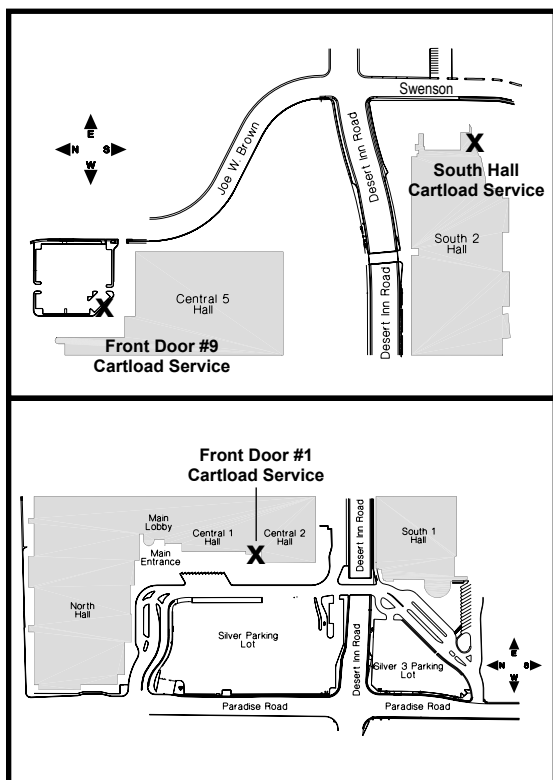 Swenson
E
N S
W
Joe W. Brown
Desert Inn Road
X
South Hall
Cartload Service
South 2
Hall
Central 5
Hall
X
Desert Inn Road
Front Door #9
Cartload Service
Front Door #1
Cartload Service
Main
Lobby
Central 1
Hall
Central 2
Hall
X
Main
Entrance
Desert Inn Road
South 1
Hall
North
Hall
Silver Parking
Lot
Desert Inn Road
Silver 3 Parking
Lot
E
N S
W
Paradise Road
Paradise Road